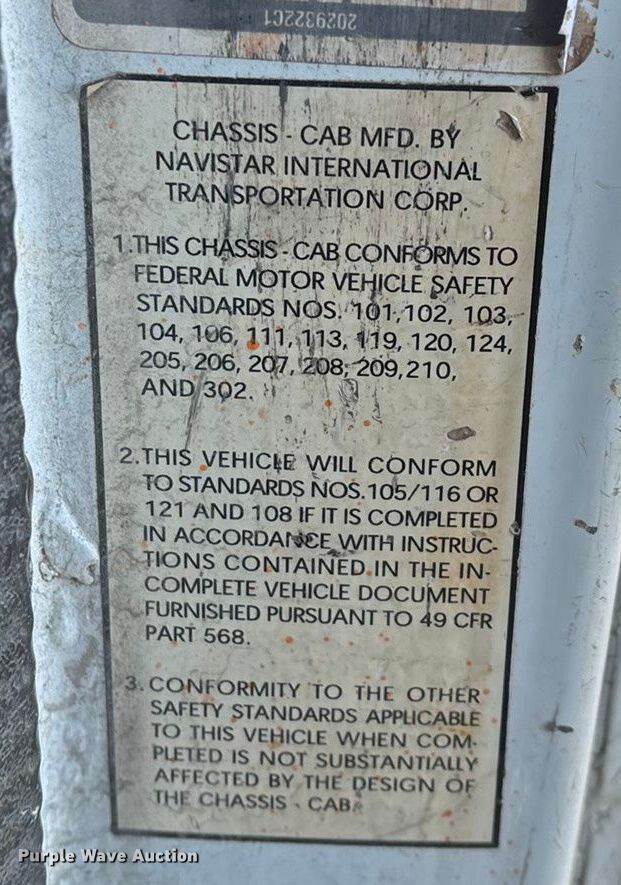 2029322C1
CHASSIS - CAB MFD. BY
NAVISTAR INTERNATIONAL
TRANSPORTATION CORP.
1. THIS CHASSIS - CAB CONFORMS TO
FEDERAL MOTOR VEHICLE SAFETY
STANDARDS NOS. 101, 102, 103,
104, 106, 111, 113, 119, 120, 124,
205, 206, 207, 208, 209, 210,
AND 302.
2. THIS VEHICLE WILL CONFORM
TO STANDARDS NOS. 105/116 OR
121 AND 108 IF IT IS COMPLETED
IN ACCORDANCE WITH INSTRUC-
TIONS CONTAINED IN THE IN-
COMPLETE VEHICLE DOCUMENT
FURNISHED PURSUANT TO 49 CFR
PART 568.
3. CONFORMITY TO THE OTHER
SAFETY STANDARDS APPLICABLE
TO THIS VEHICLE WHEN COM-
PLETED IS NOT SUBSTANTIALLY
AFFECTED BY THE DESIGN OF
THE CHASSIS - CAB.
Purple Wave Auction